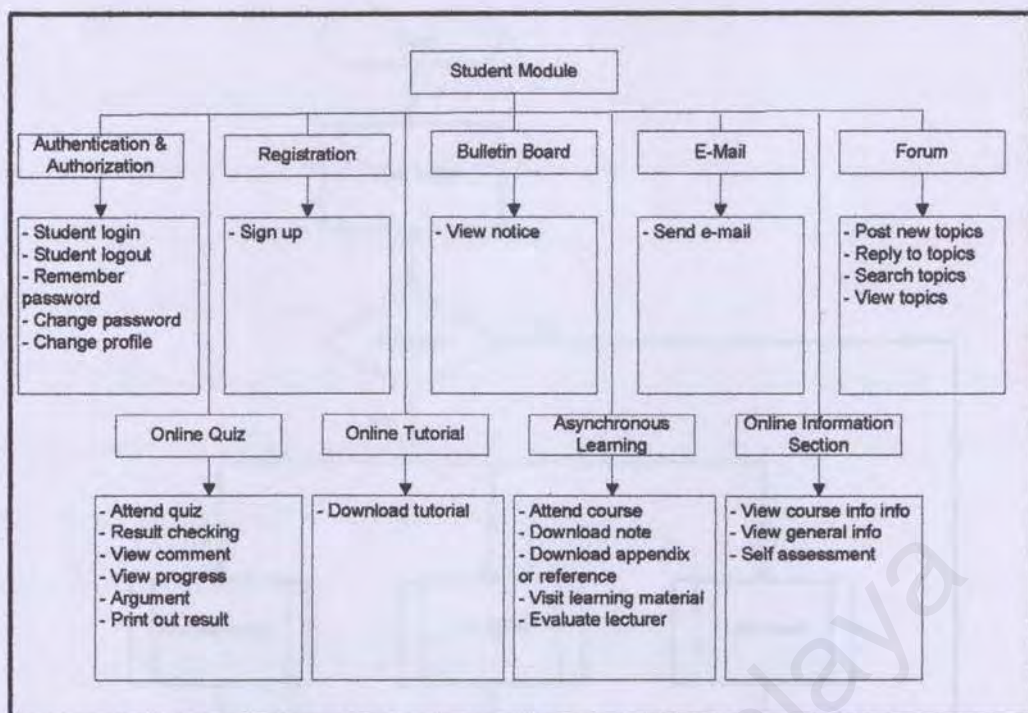 Student Module
Authentication &
Authorization
Registration
Bulletin Board
E-Mail
Forum
- Student login
- Student logout
- Remember
password
- Change password
- Change profile
- Sign up
- View notice
- Send e-mail
- Post new topics
- Reply to topics
- Search topics
- View topics
Online Quiz
Online Tutorial
Asynchronous
Learning
Online Information
Section
- Attend quiz
- Result checking
- View comment
- View progress
- Argument
- Print out result
- Download tutorial
- Attend course
- Download note
- Download appendix
or reference
- Visit learning material
- Evaluate lecturer
- View course info info
- View general info
- Self assessment